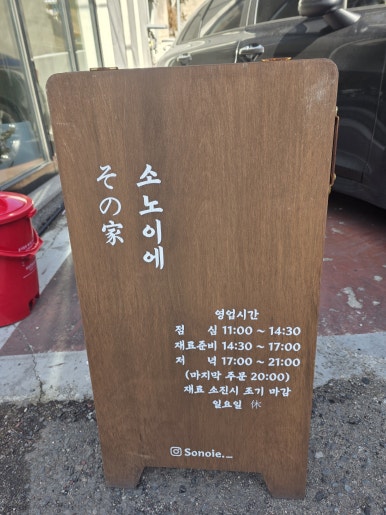 소노이에
その家
영업시간
점 심 11:00 ~ 14:30
재료준비 14:30 ~ 17:00
저 녁 17:00 ~ 21:00
(마지막 주문 20:00)
재료 소진시 조기 마감
일요일 休
Sonoie._